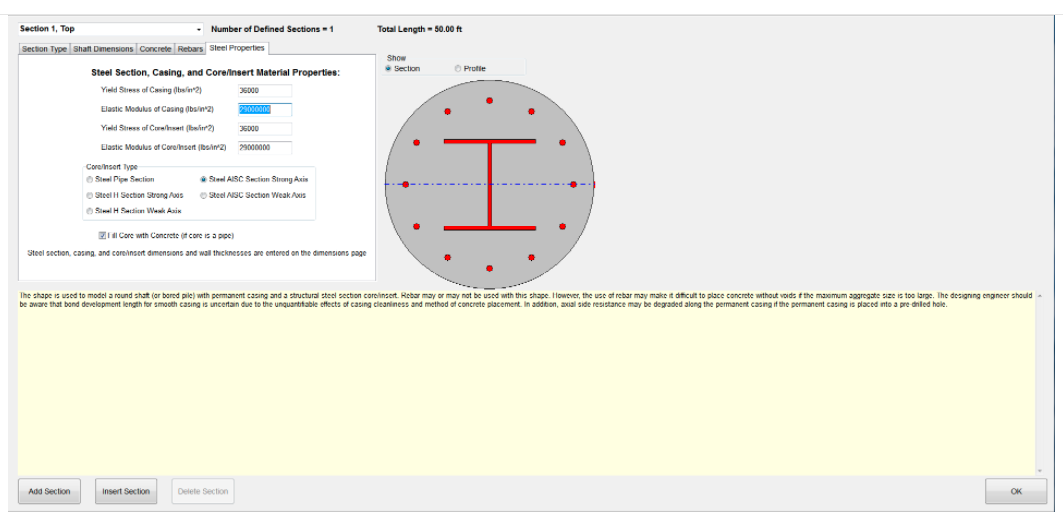 Section 1, Top
Number of Defined Sections = 1
Total Length = 50.00 ft
Section Type
Shaft Dimensions
Concrete
Rebars
Steel Properties
Show
Section
Profile
Steel Section, Casing, and Core/Insert Material Properties:
Yield Stress of Casing (lbs/in^2) 36000
Elastic Modulus of Casing (lbs/in^2) 29000000
Yield Stress of Core/Insert (lbs/in^2) 36000
Elastic Modulus of Core/Insert (lbs/in^2) 29000000
Core/Insert Type
Steel Pipe Section
Steel AISC Section Strong Axis
Steel H Section Strong Axis
Steel AISC Section Weak Axis
Steel H Section Weak Axis
Fill Core with Concrete (if core is a pipe)
Steel section, casing, and core/insert dimensions and wall thicknesses are entered on the dimensions page
The shape is used to model a round shaft (or bored pile) with permanent casing and a structural steel section core/insert. Rebar may or may not be used with this shape. However, the use of rebar may make it difficult to place concrete without voids if the maximum aggregate size is too large. The designing engineer should
be aware that bond development length for smooth casing is uncertain due to the unquantifiable effects of casing cleanliness and method of concrete placement. In addition, axial side resistance may be degraded along the permanent casing if the permanent casing is placed into a pre-drilled hole.
Add Section
Insert Section
Delete Section
OK